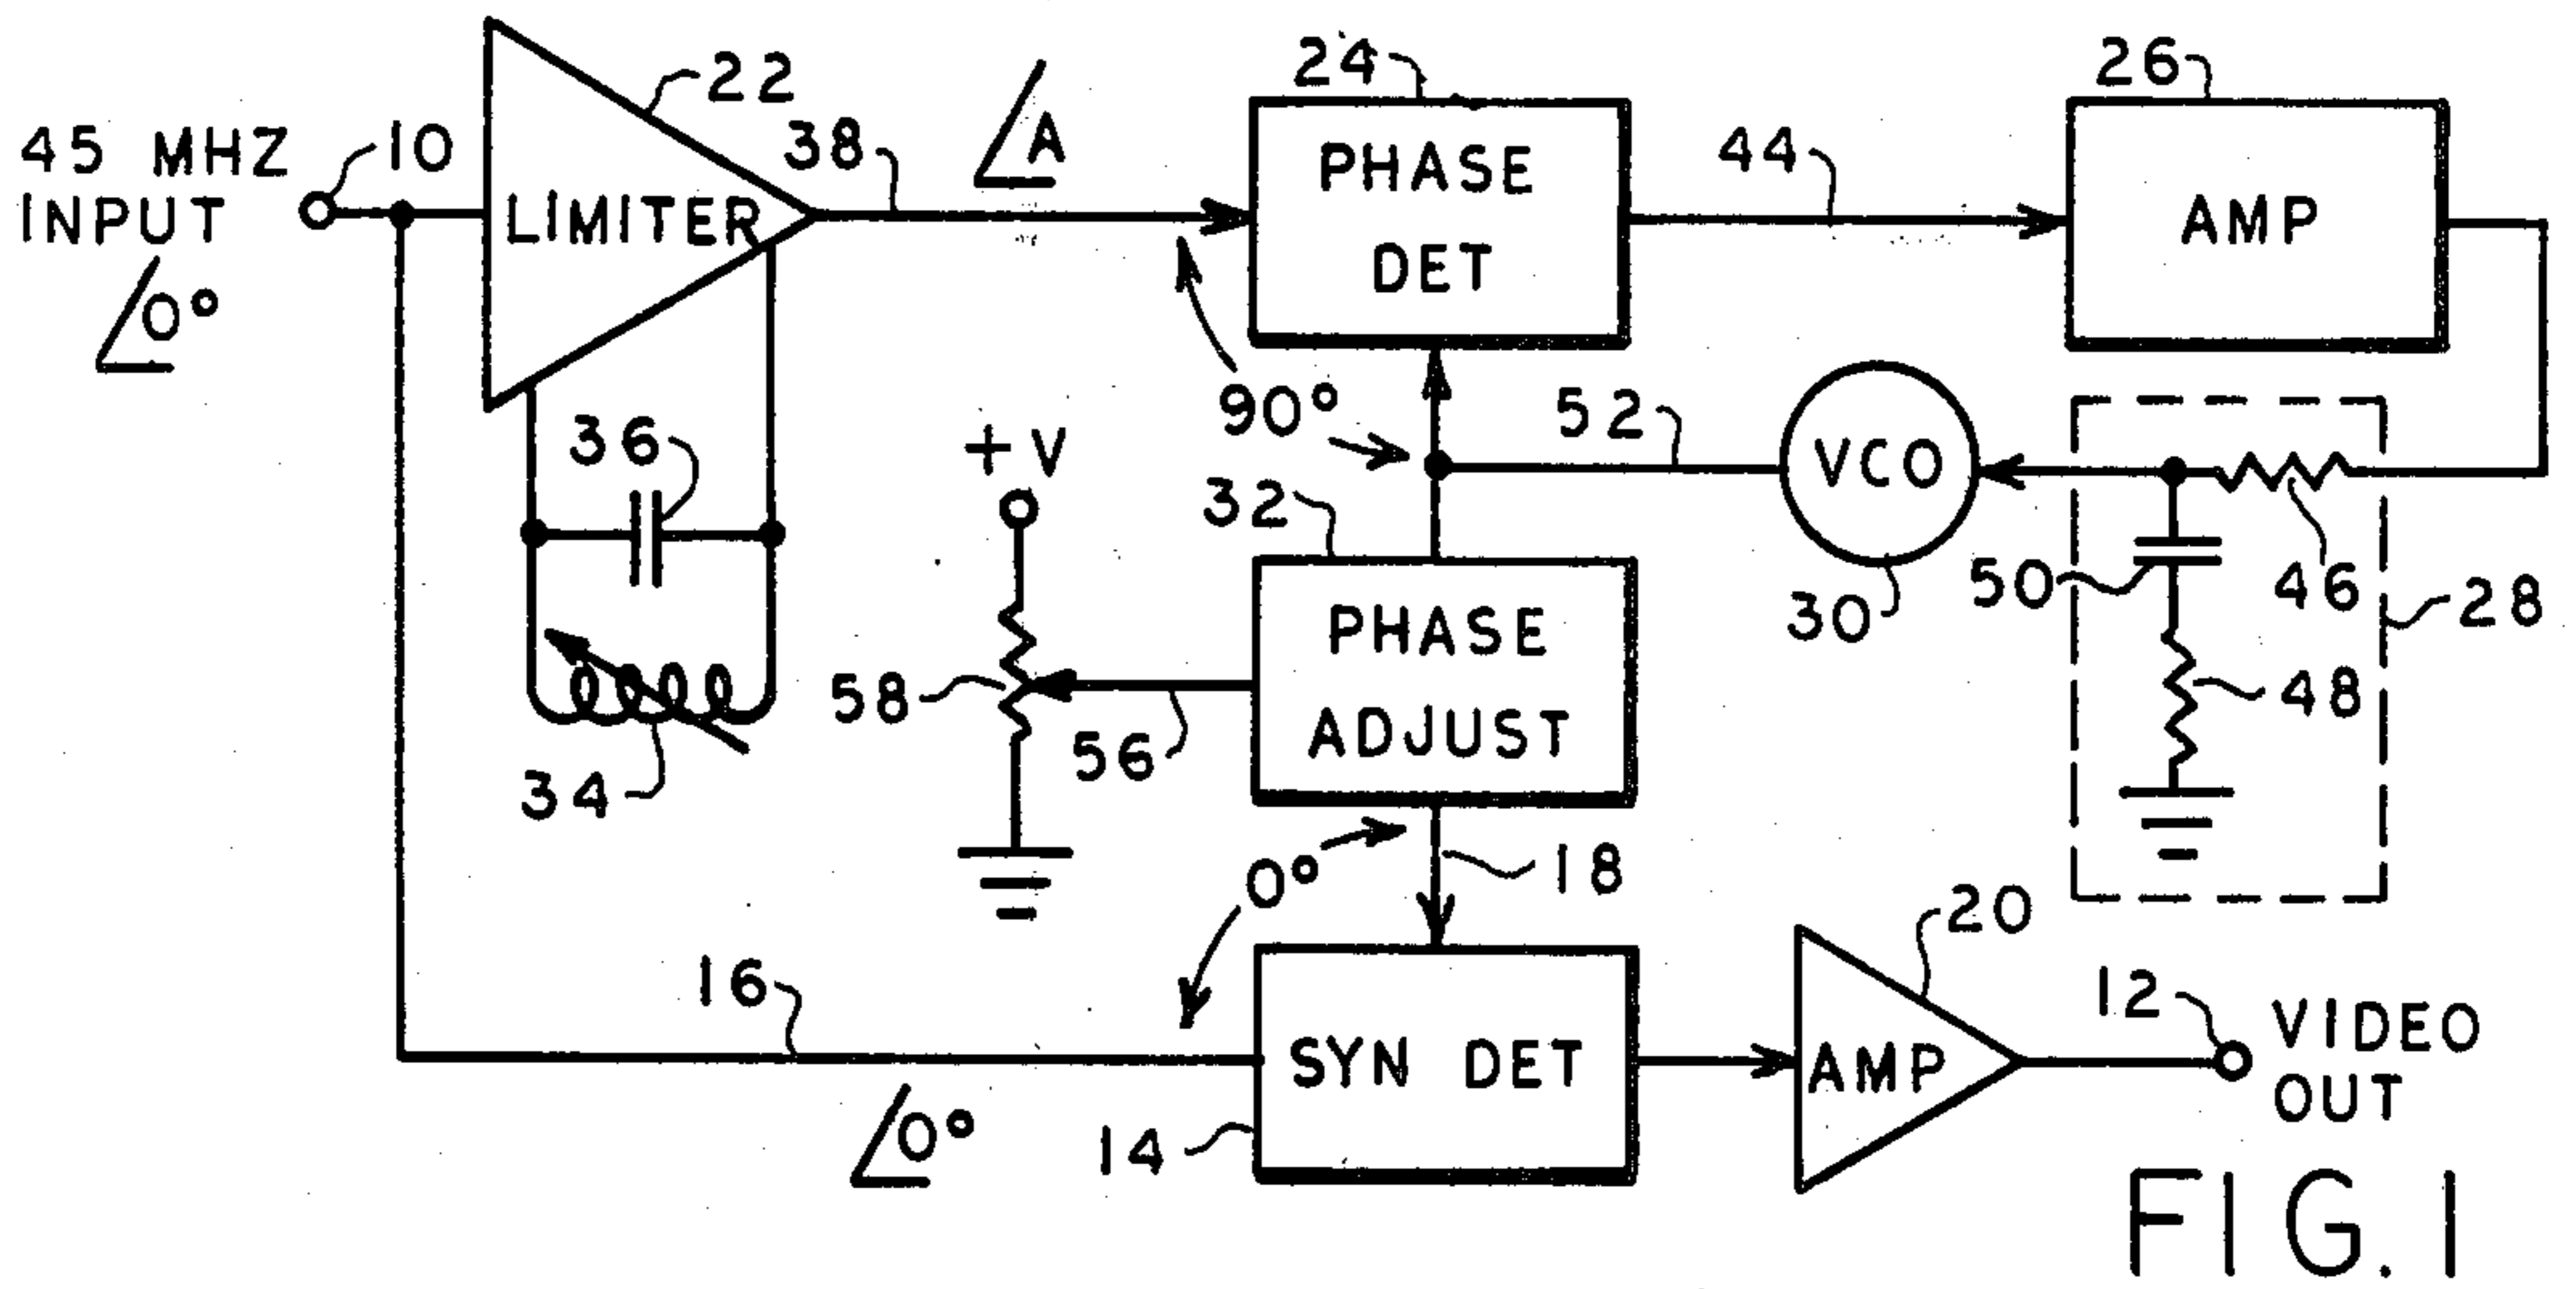 24
26
22
45 MHZ
INPUT
10
38
∠A
44
LIMITER
PHASE
DET
AMP
∠0°
90°
52
36
+V
32
VCO
50
46
28
30
58
56
PHASE
ADJUST
48
34
0°
18
20
16
12
VIDEO
OUT
SYN DET
AMP
∠0°
14
FIG. 1